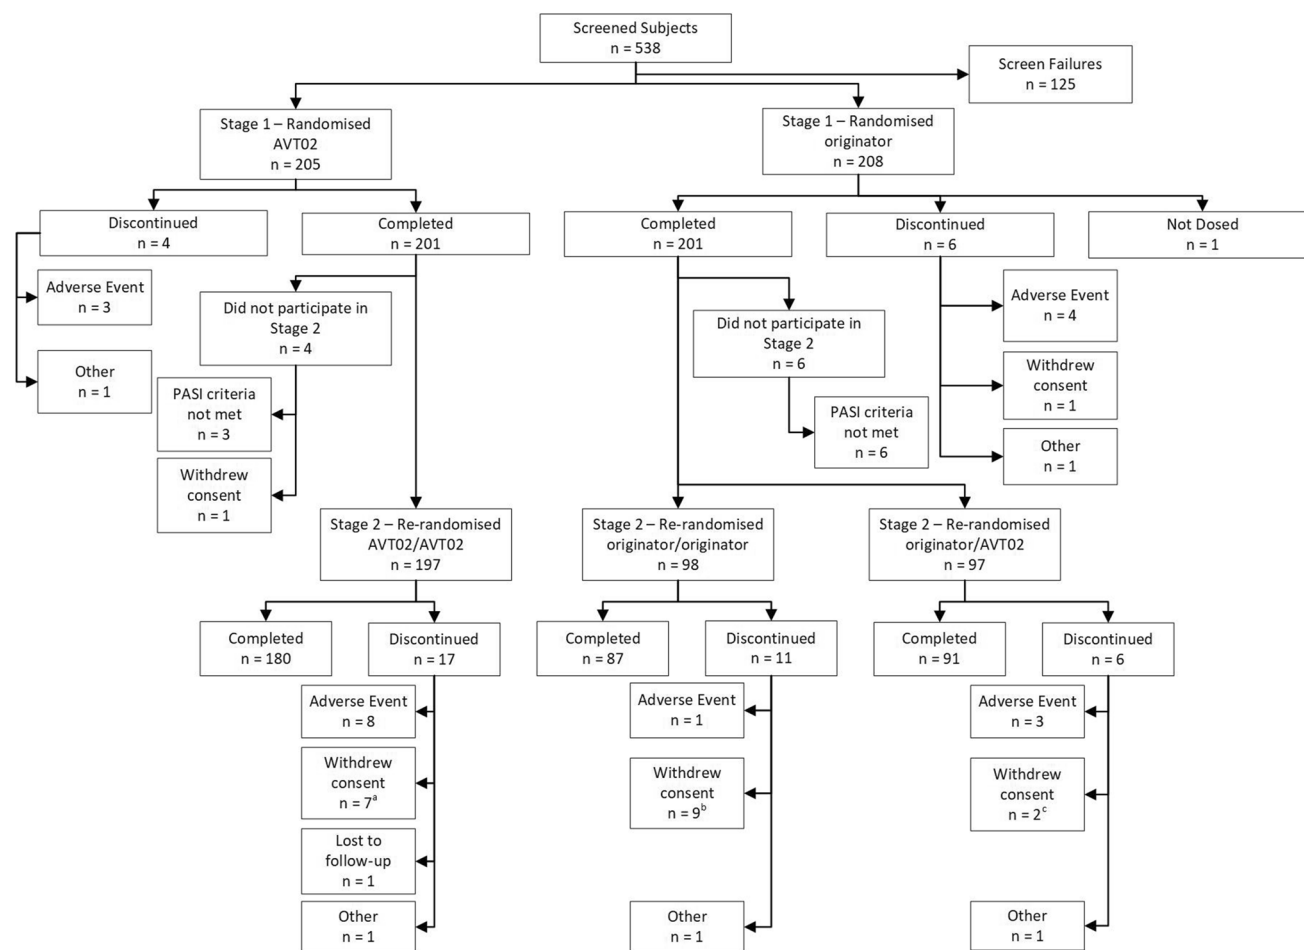 Screened Subjects
n = 538
Screen Failures
n = 125
Stage 1 – Randomised
AVT02
n = 205
Stage 1 – Randomised
originator
n = 208
Discontinued
n = 4
Completed
n = 201
Completed
n = 201
Discontinued
n = 6
Not Dosed
n = 1
Adverse Event
n = 3
Other
n = 1
Did not participate in
Stage 2
n = 4
PASI criteria
not met
n = 3
Withdrew
consent
n = 1
Did not participate in
Stage 2
n = 6
PASI criteria
not met
n = 6
Adverse Event
n = 4
Withdrew
consent
n = 1
Other
n = 1
Stage 2 – Re-randomised
AVT02/AVT02
n = 197
Stage 2 – Re-randomised
originator/originator
n = 98
Stage 2 – Re-randomised
originator/AVT02
n = 97
Completed
n = 180
Discontinued
n = 17
Completed
n = 87
Discontinued
n = 11
Completed
n = 91
Discontinued
n = 6
Adverse Event
n = 8
Withdrew
consent
n = 7ᵃ
Lost to
follow-up
n = 1
Other
n = 1
Adverse Event
n = 1
Withdrew
consent
n = 9ᵇ
Other
n = 1
Adverse Event
n = 3
Withdrew
consent
n = 2ᶜ
Other
n = 1